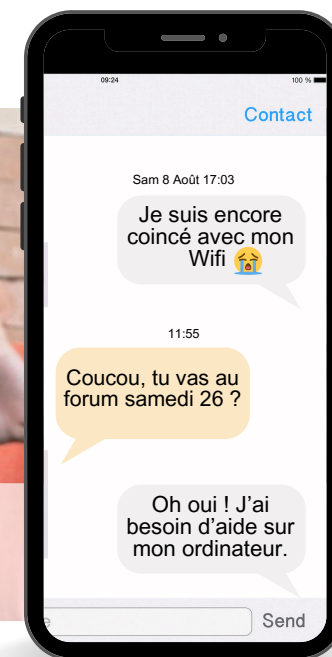 09:24 100 %
Contact
Sam 8 Août 17:03
Je suis encore
coincé avec mon
Wifi 😭
11:55
Coucou, tu vas au
forum samedi 26 ?
Oh oui ! J’ai
besoin d’aide sur
mon ordinateur.
Send